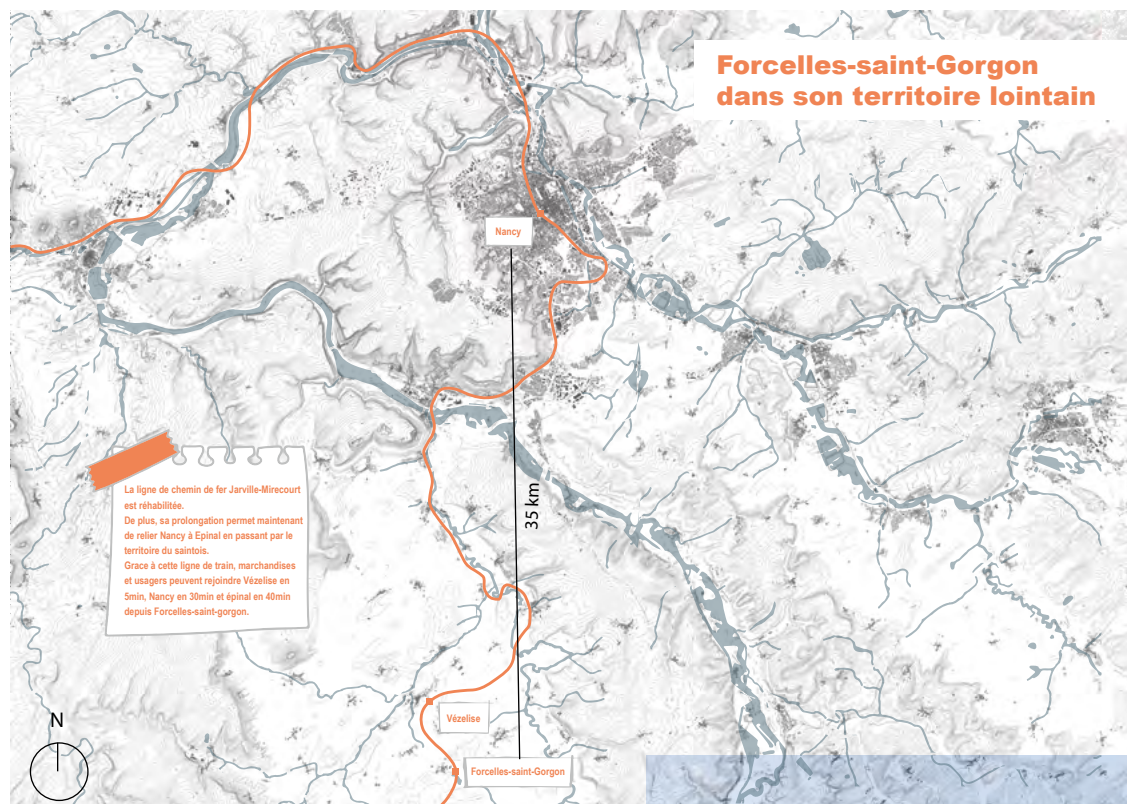 Forcelles-saint-Gorgon
dans son territoire lointain
Nancy
35 km
La ligne de chemin de fer Jarville-Mirecourt
est réhabilitée.
De plus, sa prolongation permet maintenant
de relier Nancy à Epinal en passant par le
territoire du saintois.
Grace à cette ligne de train, marchandises
et usagers peuvent rejoindre Vézelise en
5min, Nancy en 30min et épinal en 40min
depuis Forcelles-saint-gorgon.
N
Vézelise
Forcelles-saint-Gorgon